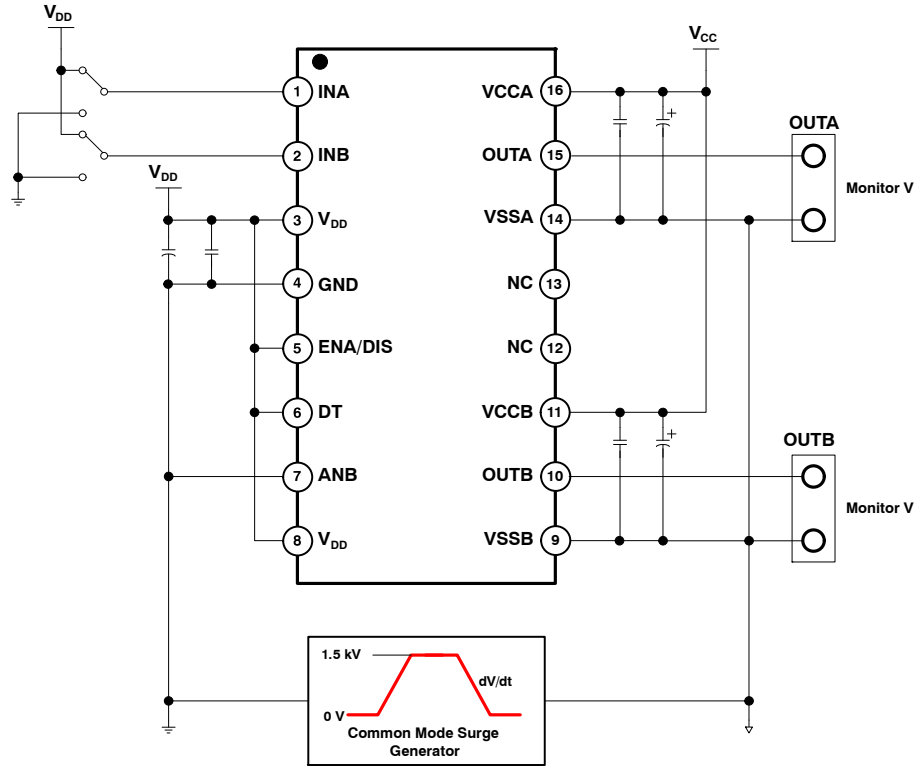 VDD
VCC
1 INA VCCA 16
OUTA
2 INB OUTA 15
Monitor V
VDD
3 VDD VSSA 14
4 GND NC 13
5 ENA/DIS NC 12
6 DT VCCB 11
+
+
OUTB
7 ANB OUTB 10
Monitor V
8 VDD VSSB 9
1.5 kV
dV/dt
0 V
Common Mode Surge
Generator